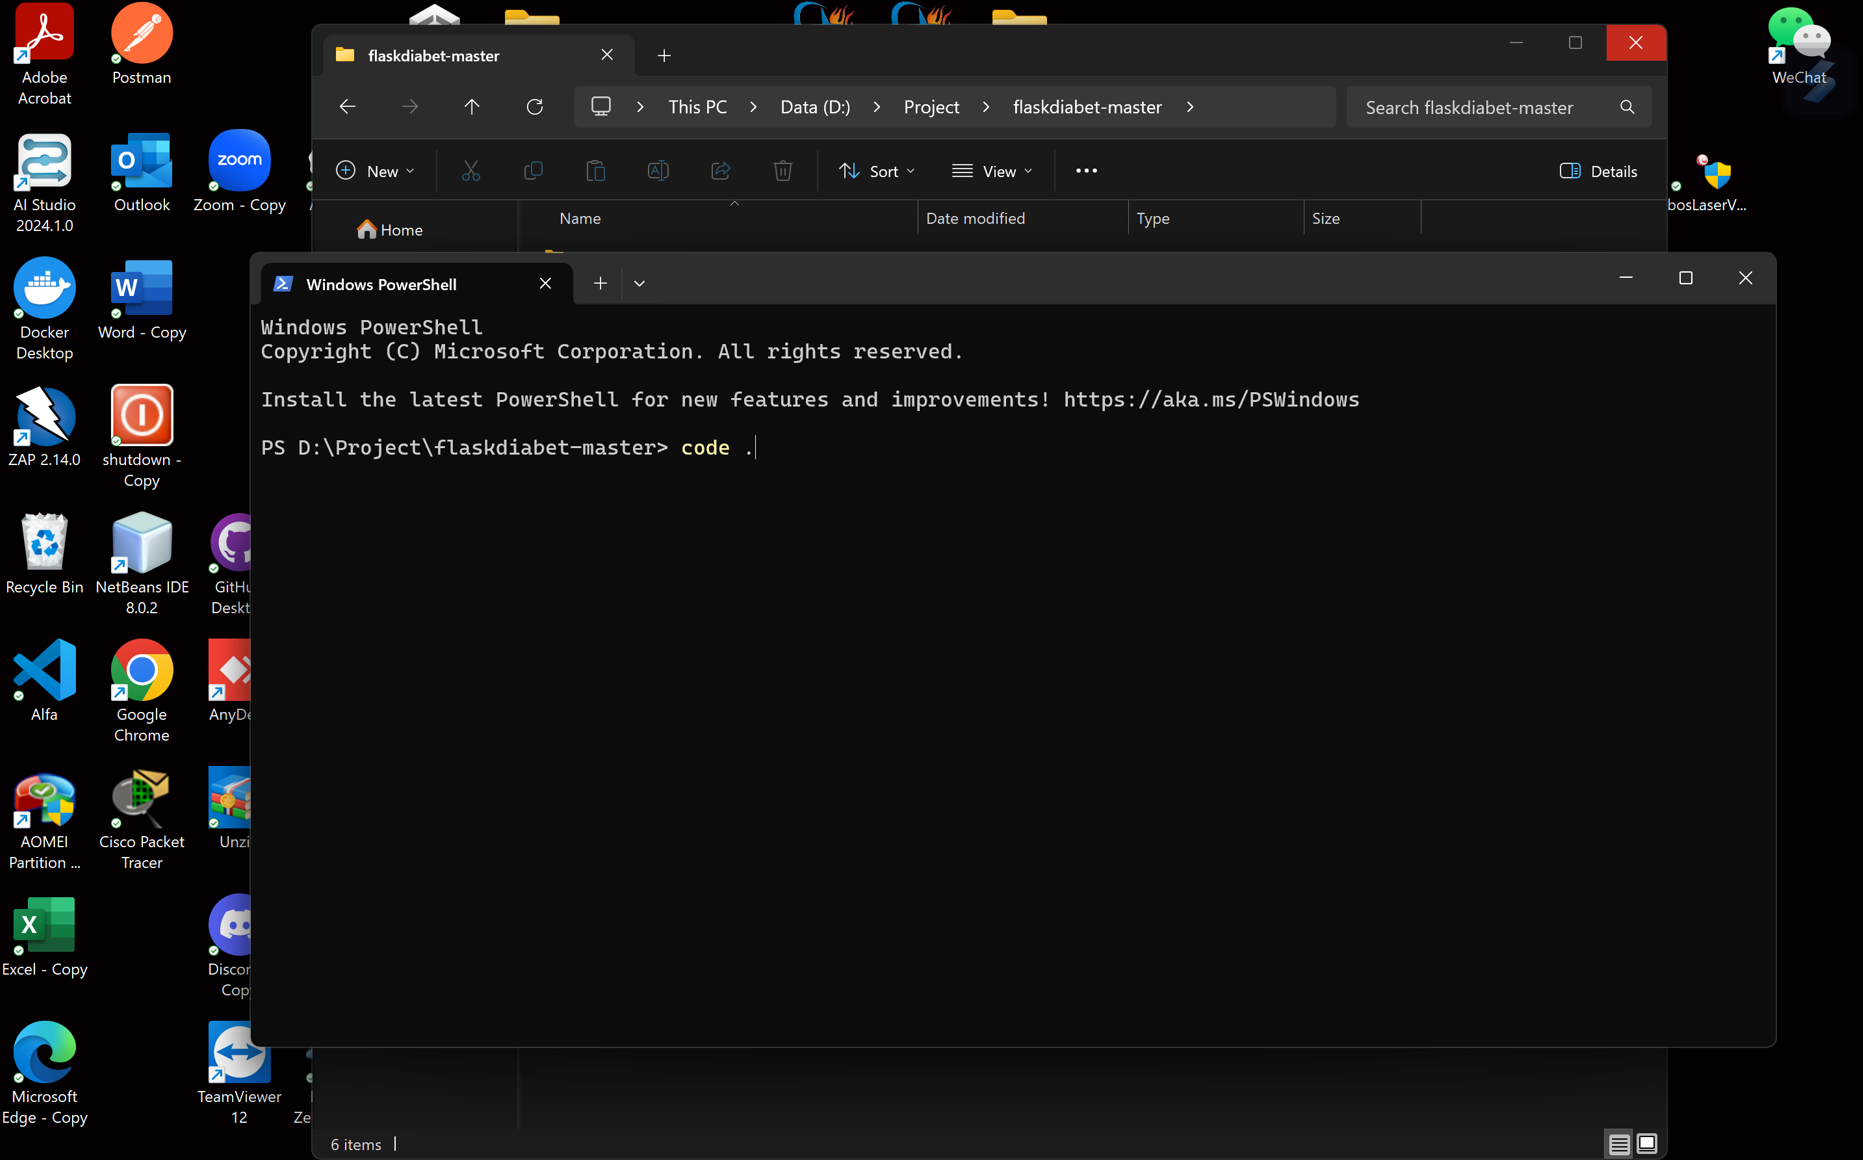 Adobe
Acrobat
Postman
AI Studio
2024.1.0
Outlook
zoom
Zoom - Copy
Docker
Desktop
Word - Copy
ZAP 2.14.0
shutdown -
Copy
Recycle Bin
NetBeans IDE
8.0.2
GitHu
Deskt
Alfa
Google
Chrome
AnyDe
AOMEI
Partition ...
Cisco Packet
Tracer
Unzi
Excel - Copy
Discor
Cop
Microsoft
Edge - Copy
TeamViewer
12
Ze
WeChat
bosLaserV...
flaskdiabet-master
This PC
Data (D:)
Project
flaskdiabet-master
Search flaskdiabet-master
New
Sort
View
Details
Home
Name
Date modified
Type
Size
Windows PowerShell
Windows PowerShell
Copyright (C) Microsoft Corporation. All rights reserved.
Install the latest PowerShell for new features and improvements! https://aka.ms/PSWindows
PS D:\Project\flaskdiabet-master> code .
6 items